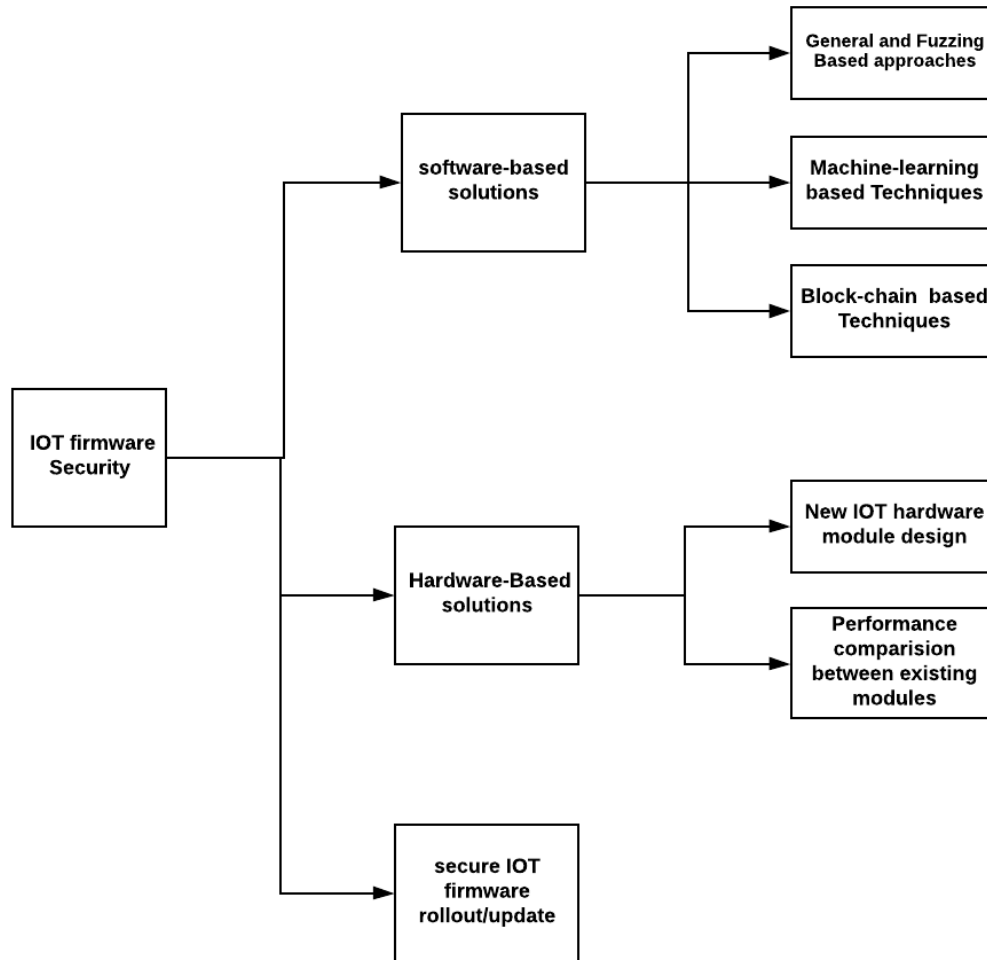 General and Fuzzing
Based approaches
software-based
solutions
Machine-learning
based Techniques
Block-chain based
Techniques
IOT firmware
Security
New IOT hardware
module design
Hardware-Based
solutions
Performance
comparision
between existing
modules
secure IOT
firmware
rollout/update